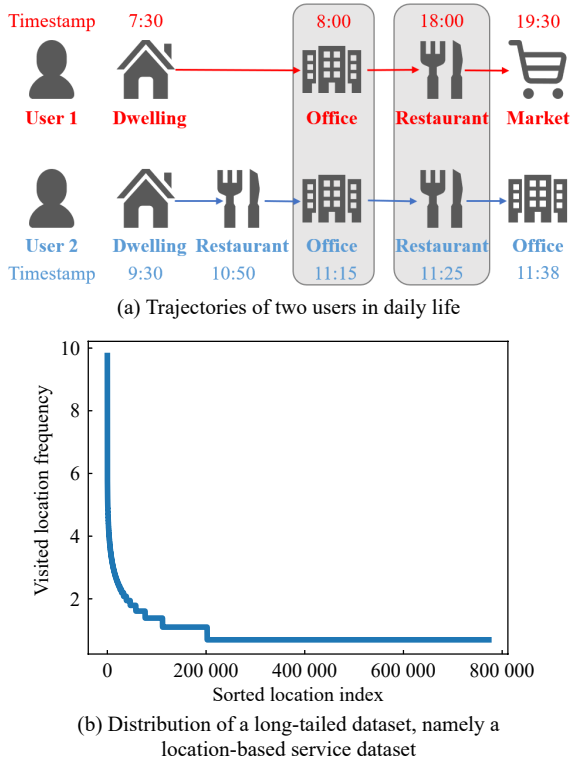 Timestamp 7:30 8:00 18:00 19:30
User 1 Dwelling Office Restaurant Market
User 2 Dwelling Restaurant Office Restaurant Office
Timestamp 9:30 10:50 11:15 11:25 11:38
(a) Trajectories of two users in daily life
10
8
6
4
2
Visited location frequency
0 200 000 400 000 600 000 800 000
Sorted location index
(b) Distribution of a long-tailed dataset, namely a
location-based service dataset